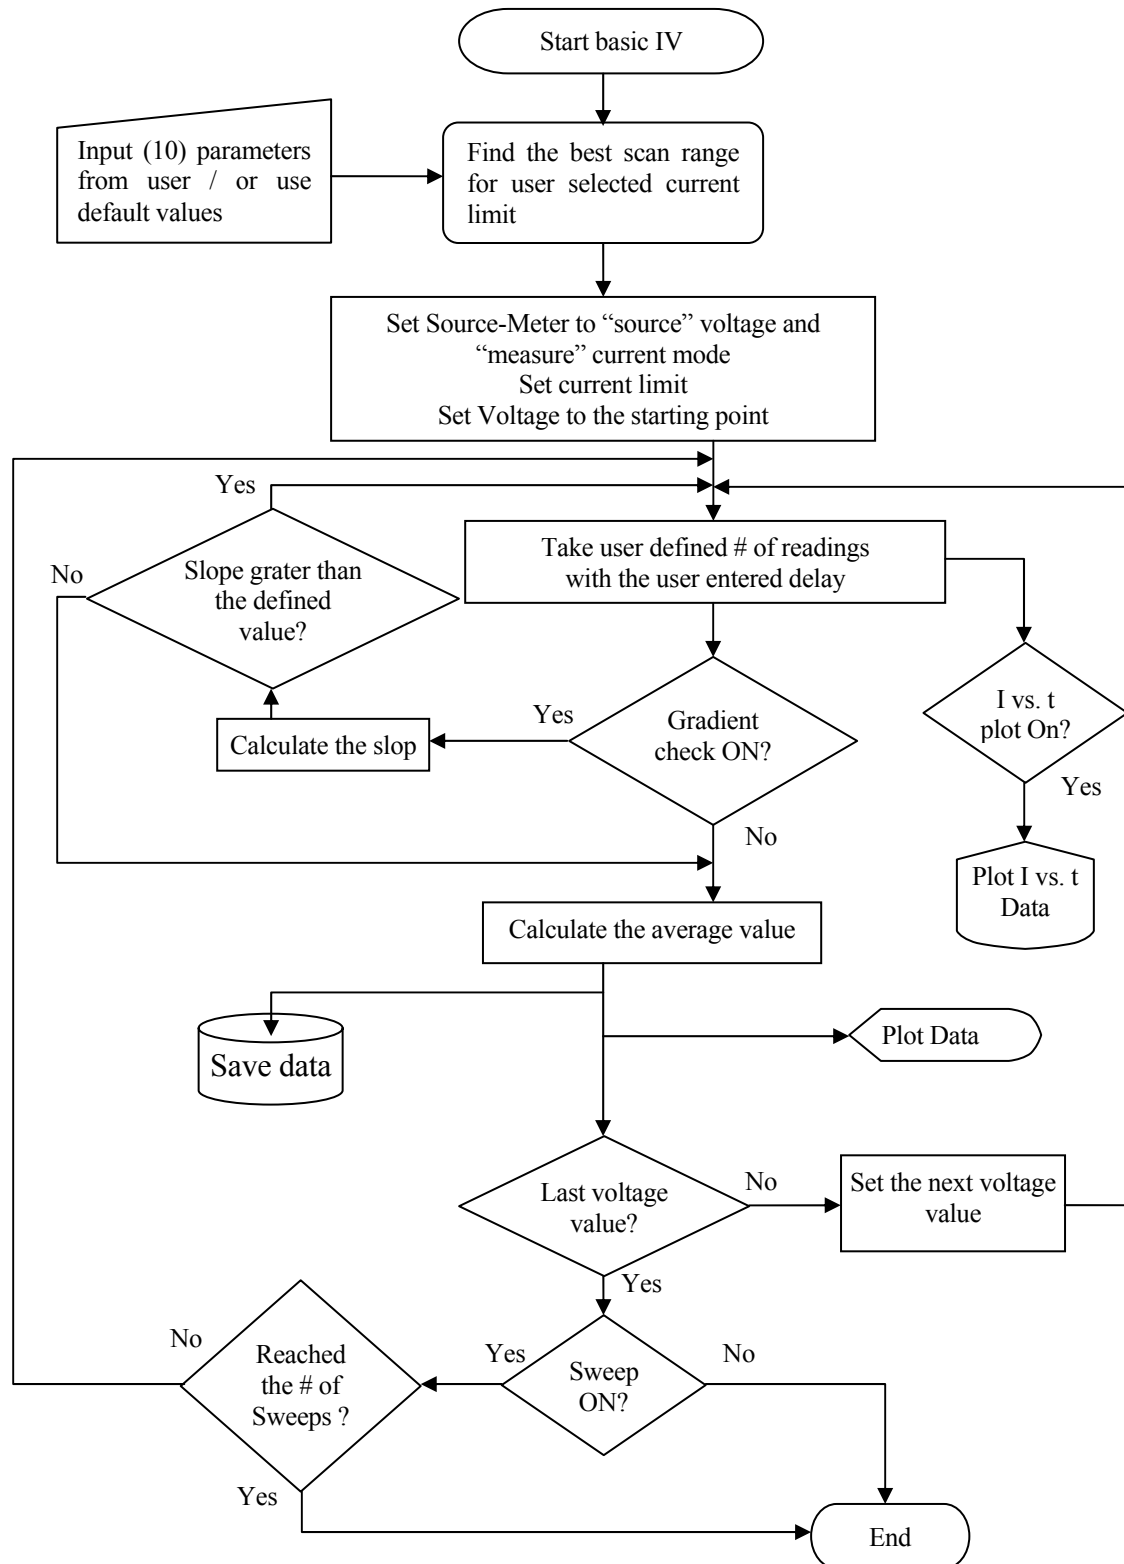 Start basic IV
Input (10) parameters
from user / or use
default values
Find the best scan range
for user selected current
limit
Set Source-Meter to “source” voltage and
“measure” current mode
Set current limit
Set Voltage to the starting point
Yes
No
Slope grater than
the defined
value?
Take user defined # of readings
with the user entered delay
Calculate the slop
Yes
Gradient
check ON?
No
I vs. t
plot On?
Yes
Plot I vs. t
Data
Calculate the average value
Save data
Plot Data
Last voltage
value?
No
Set the next voltage
value
Yes
No
Reached
the # of
Sweeps ?
Yes
Sweep
ON?
No
Yes
End